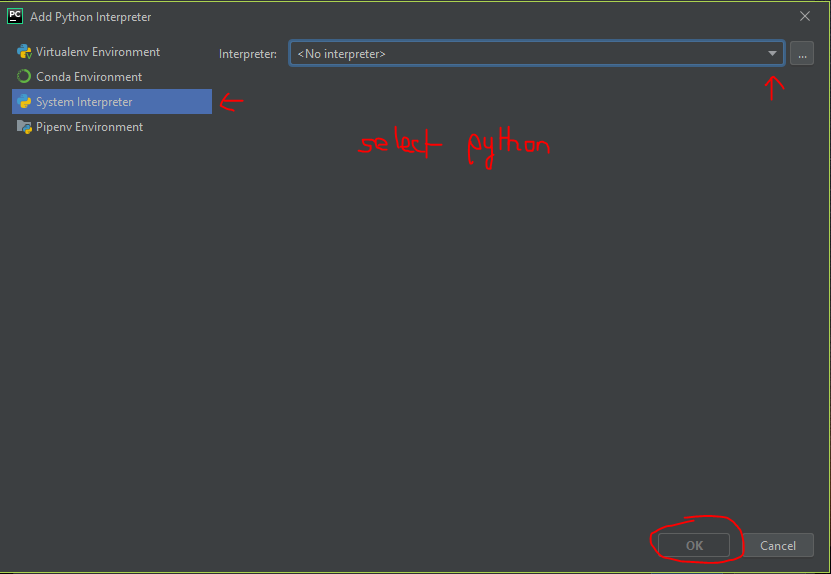 PC Add Python Interpreter
Virtualenv Environment
Interpreter: <No interpreter> ...
Conda Environment
System Interpreter
Pipenv Environment
select python
OK Cancel